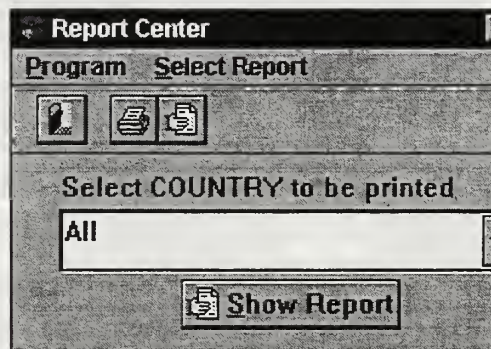 Report Center
Program Select Report
Select COUNTRY to be printed
All
Show Report